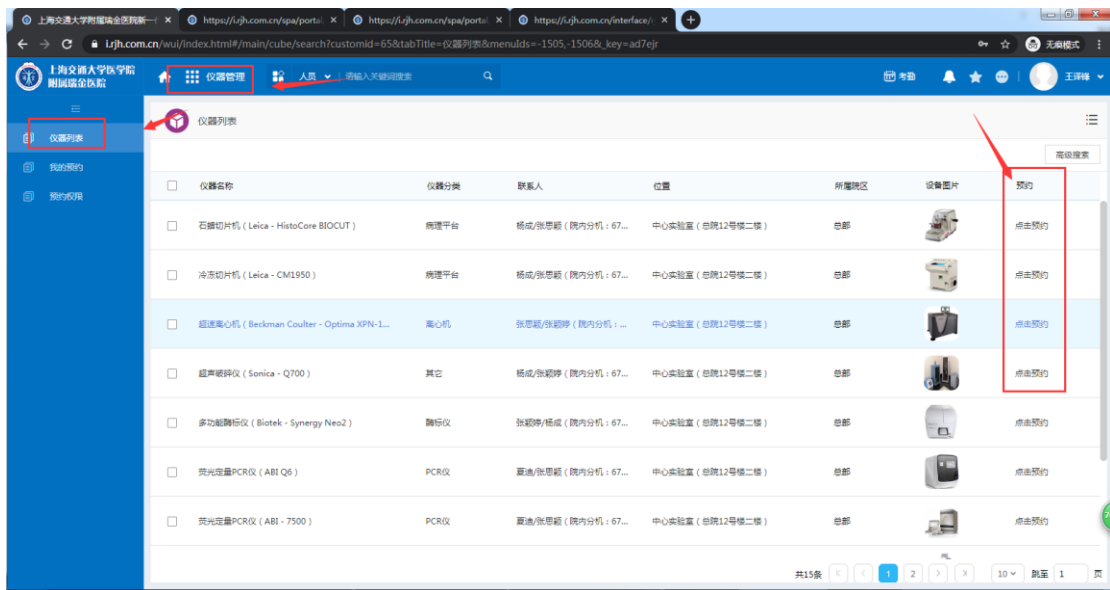 上海交通大学附属瑞金医院新一
https://i.rjh.com.cn/spa/portal
https://i.rjh.com.cn/spa/portal
https://i.rjh.com.cn/interface/
i.rjh.com.cn/wui/index.html#/main/cube/search?customid=65&tabTitle=仪器列表&menuIds=-1505,-1506&_key=ad7ejr
无痕模式
上海交通大学医学院
附属瑞金医院
仪器管理
人员
请输入关键词搜索
考勤
王泽锋
仪器列表
我的预约
预约权限
仪器列表
高级搜索
仪器名称 仪器分类 联系人 位置 所属院区 设备图片 预约
石蜡切片机 ( Leica - HistoCore BIOCUT ) 病理平台 杨成/张思颖 ( 院内分机 : 67... 中心实验室 ( 总院12号楼二楼 ) 总部 点击预约
冷冻切片机 ( Leica - CM1950 ) 病理平台 杨成/张思颖 ( 院内分机 : 67... 中心实验室 ( 总院12号楼二楼 ) 总部 点击预约
超速离心机 ( Beckman Coulter - Optima XPN-1... 离心机 张思颖/张颖婷 ( 院内分机 : ... 中心实验室 ( 总院12号楼二楼 ) 总部 点击预约
超声破碎仪 ( Sonica - Q700 ) 其它 杨成/张颖婷 ( 院内分机 : 67... 中心实验室 ( 总院12号楼二楼 ) 总部 点击预约
多功能酶标仪 ( Biotek - Synergy Neo2 ) 酶标仪 张颖婷/杨成 ( 院内分机 : 67... 中心实验室 ( 总院12号楼二楼 ) 总部 点击预约
荧光定量PCR仪 ( ABI Q6 ) PCR仪 夏迪/张思颖 ( 院内分机 : 67... 中心实验室 ( 总院12号楼二楼 ) 总部 点击预约
荧光定量PCR仪 ( ABI - 7500 ) PCR仪 夏迪/张思颖 ( 院内分机 : 67... 中心实验室 ( 总院12号楼二楼 ) 总部 点击预约
共15条 1 2 10 跳至 1 页